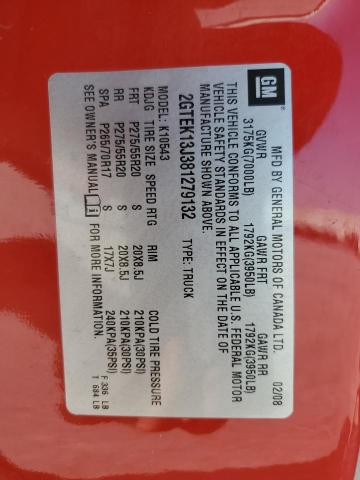 GM®
MFD BY GENERAL MOTORS OF CANADA LTD. 02/08
GVWR GAWR FRT GAWR RR
3175KG(7000LB) 1792KG(3950LB) 1792KG(3950LB)
THIS VEHICLE CONFORMS TO ALL APPLICABLE U.S. FEDERAL MOTOR
VEHICLE SAFETY STANDARDS IN EFFECT ON THE DATE OF
MANUFACTURE SHOWN ABOVE.
2GTEK13J381279132 TYPE: TRUCK
MODEL: K10543
KDJG TIRE SIZE SPEED RTG RIM COLD TIRE PRESSURE
FRT P275/55R20 S 20X8.5J 210KPA(30PSI)
RR P275/55R20 S 20X8.5J 210KPA(30PSI)
SPA P265/70R17 S 17X7J 240KPA(35PSI)
SEE OWNER'S MANUAL i FOR MORE INFORMATION.
F 336 LB
T 684 LB